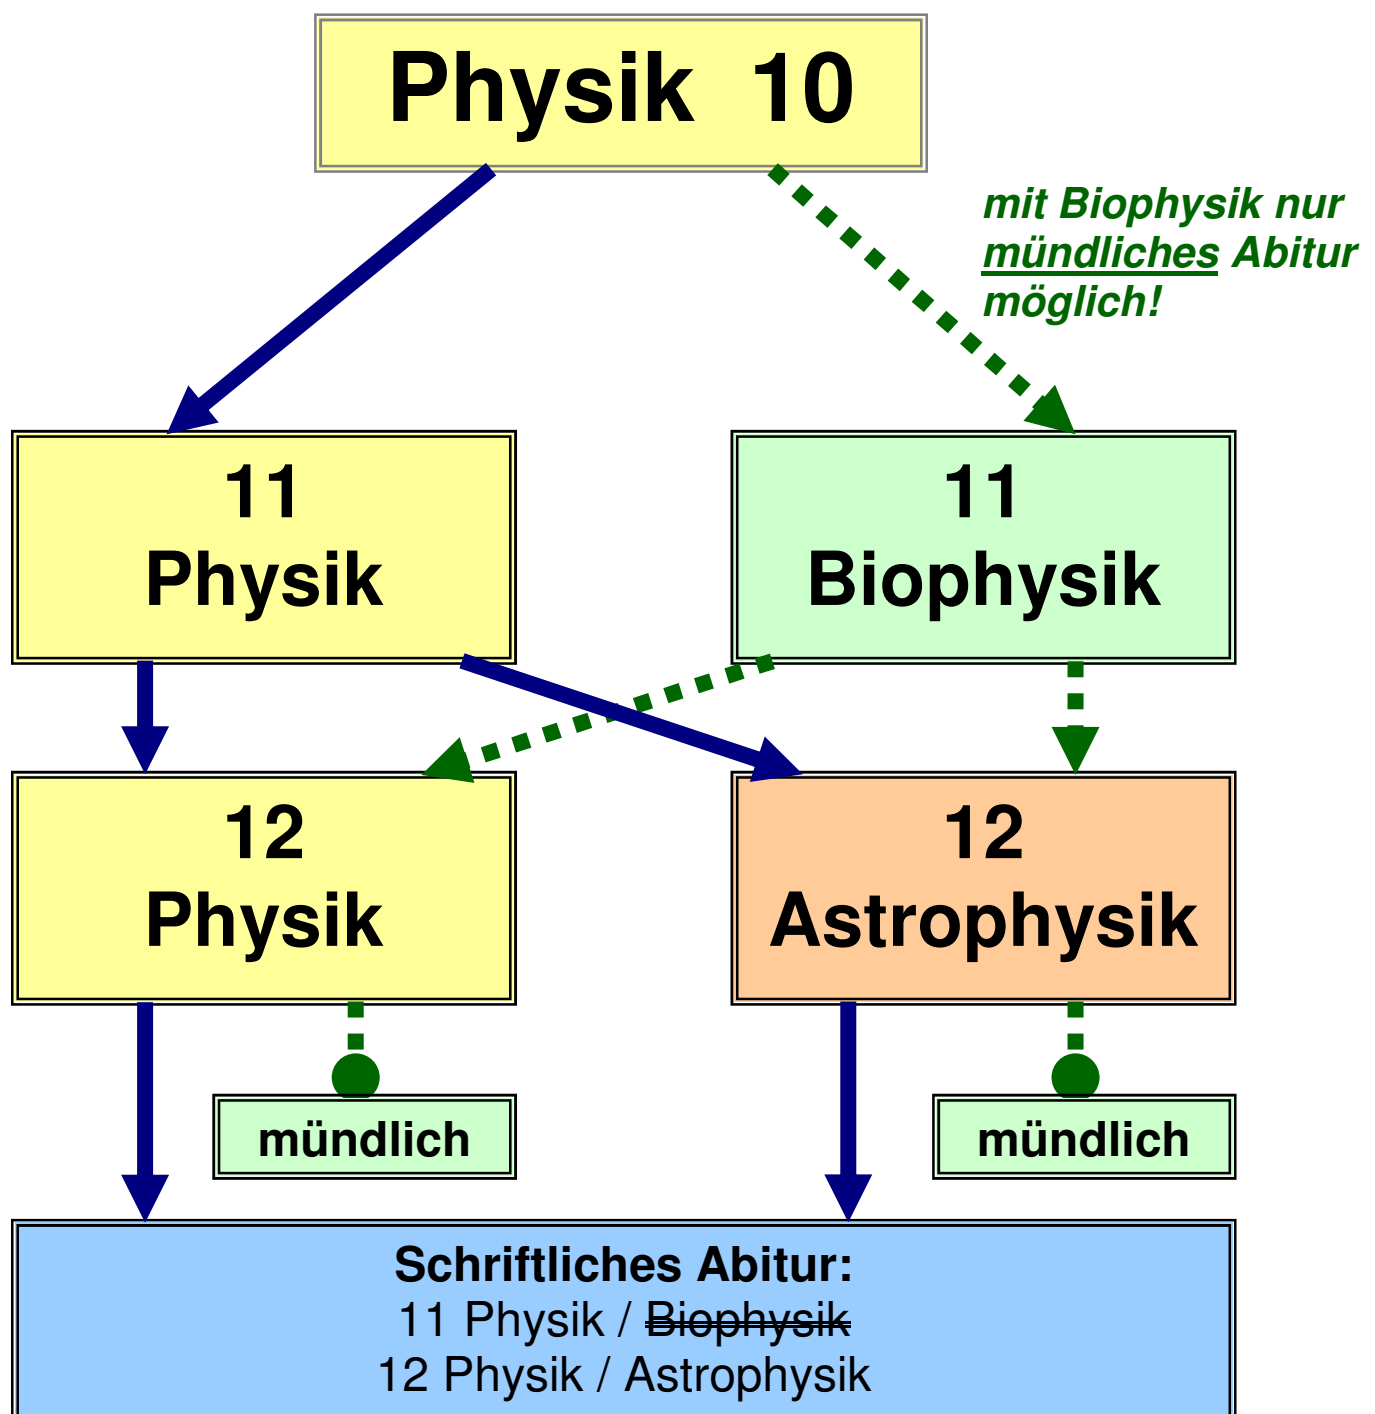 Physik 10
mit Biophysik nur
mündliches Abitur
möglich!
11
Physik
11
Biophysik
12
Physik
12
Astrophysik
mündlich
mündlich
Schriftliches Abitur:
11 Physik / Biophysik
12 Physik / Astrophysik